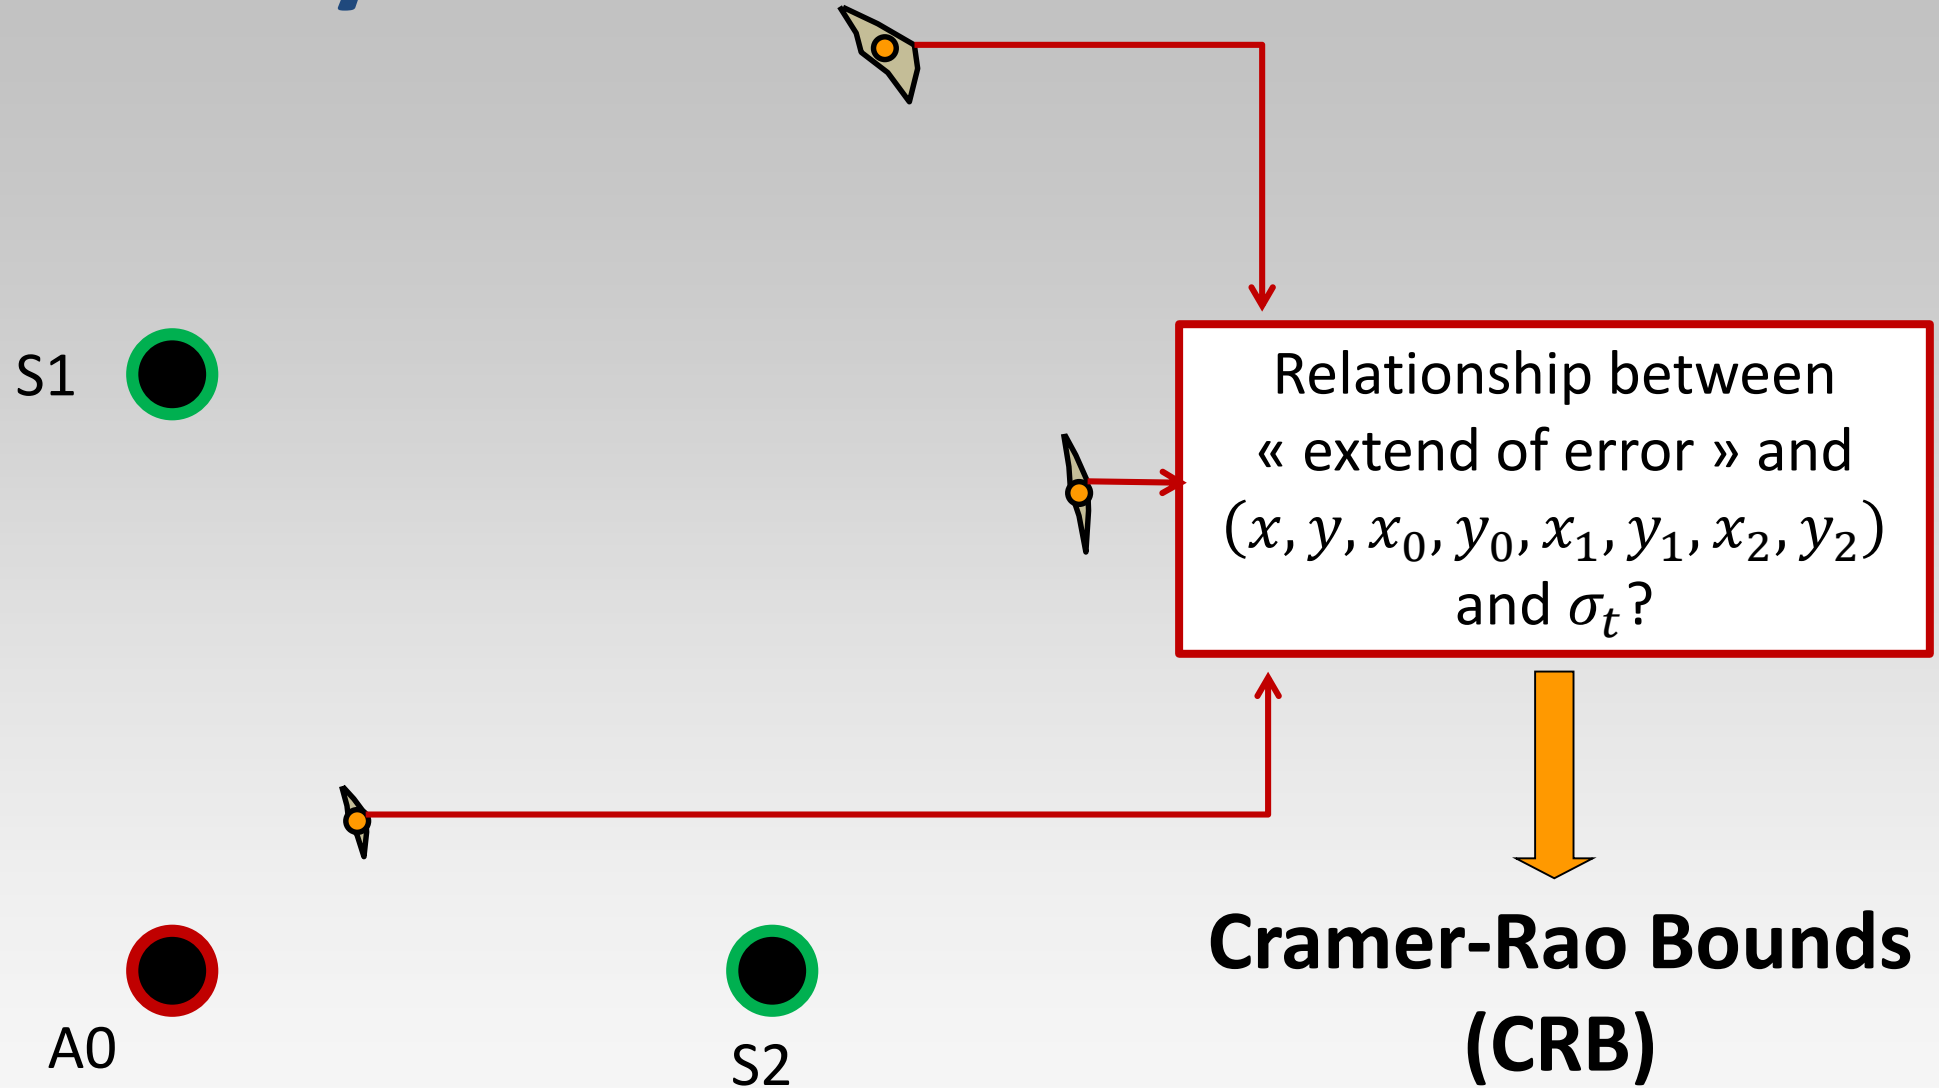 S1
Relationship between
« extend of error » and
(x, y, x₀, y₀, x₁, y₁, x₂, y₂)
and σₜ?
Cramer-Rao Bounds
(CRB)
A0
S2